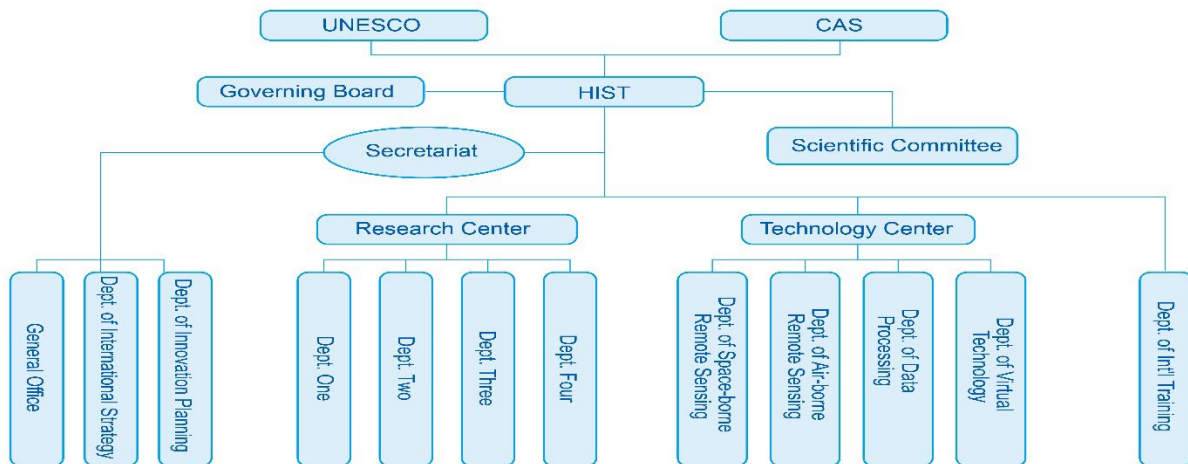 UNESCO
CAS
Governing Board
HIST
Secretariat
Scientific Committee
Research Center
Technology Center
General Office
Dept. of International Strategy
Dept. of Innovation Planning
Dept. One
Dept. Two
Dept. Three
Dept. Four
Dept. of Space-borne
Remote Sensing
Dept. of Air-borne
Remote Sensing
Dept. of Data
Processing
Dept. of Virtual
Technology
Dept. of Int'l Training